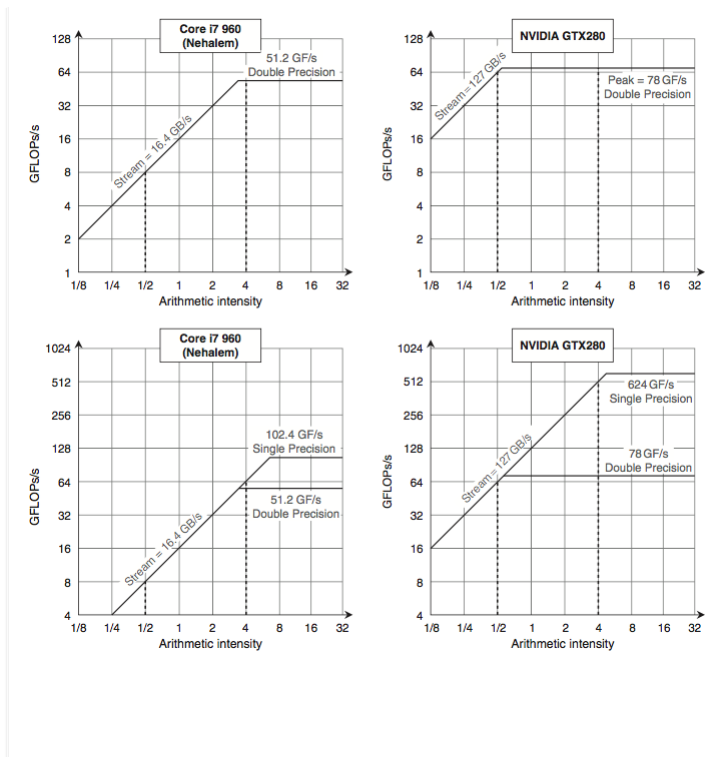 Core i7 960
(Nehalem)
128
64
32
16
8
4
2
1
GFLOPs/s
51.2 GF/s
Double Precision
Stream = 16.4 GB/s
1/8 1/4 1/2 1 2 4 8 16 32
Arithmetic intensity
NVIDIA GTX280
128
64
32
16
8
4
2
1
GFLOPs/s
Stream = 127 GB/s
Peak = 78 GF/s
Double Precision
1/8 1/4 1/2 1 2 4 8 16 32
Arithmetic intensity
Core i7 960
(Nehalem)
1024
512
256
128
64
32
16
8
4
GFLOPs/s
102.4 GF/s
Single Precision
51.2 GF/s
Double Precision
Stream = 16.4 GB/s
1/8 1/4 1/2 1 2 4 8 16 32
Arithmetic intensity
NVIDIA GTX280
1024
512
256
128
64
32
16
8
4
GFLOPs/s
624 GF/s
Single Precision
78 GF/s
Double Precision
Stream = 127 GB/s
1/8 1/4 1/2 1 2 4 8 16 32
Arithmetic intensity